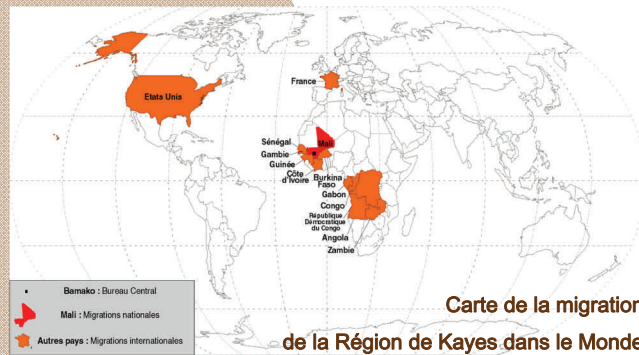 Etats Unis
France
Mali
Sénégal
Gambie
Guinée
Côte
d'Ivoire
Burkina
Faso
Gabon
Congo
République
Démocratique
du Congo
Angola
Zambie
Bamako : Bureau Central
Mali : Migrations nationales
Autres pays : Migrations internationales
Carte de la migration
de la Région de Kayes dans le Monde